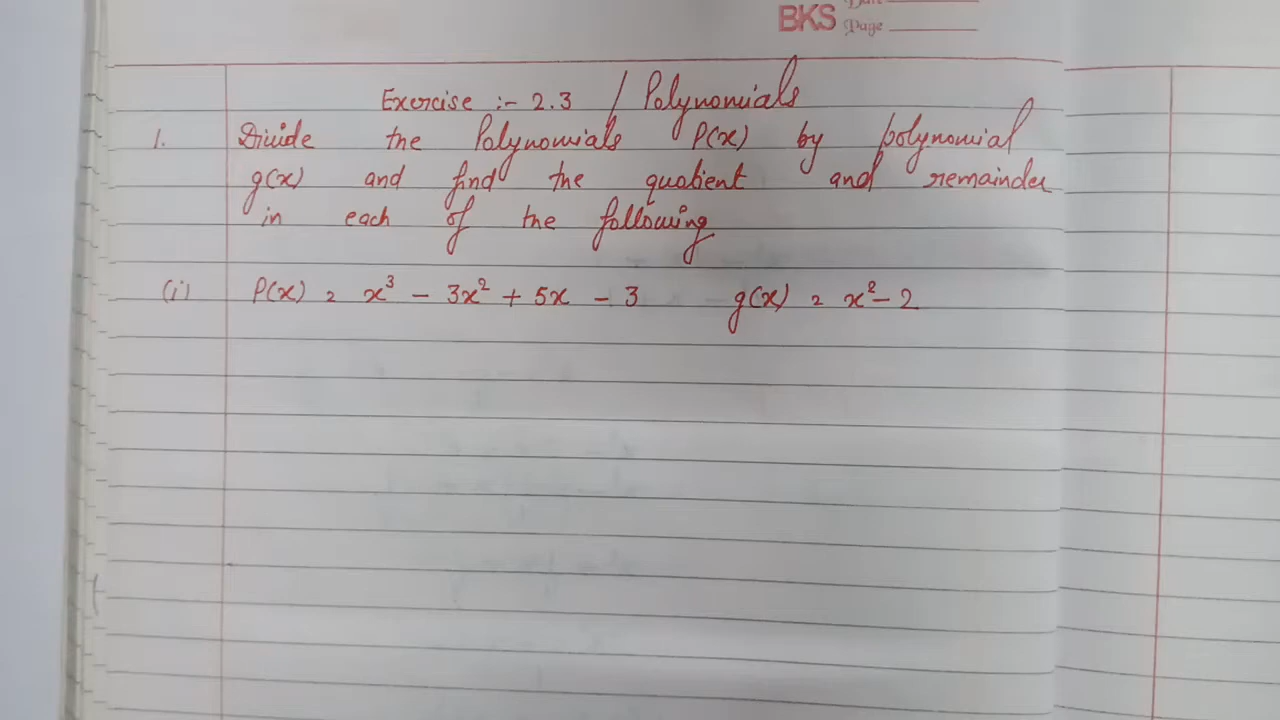 Date
BKS Page
Exercise :- 2.3 / Polynomials
1. Divide the Polynomials P(x) by polynomial
g(x) and find the quotient and remainder
in each of the following
(i) P(x) = x³ - 3x² + 5x - 3 g(x) = x² - 2